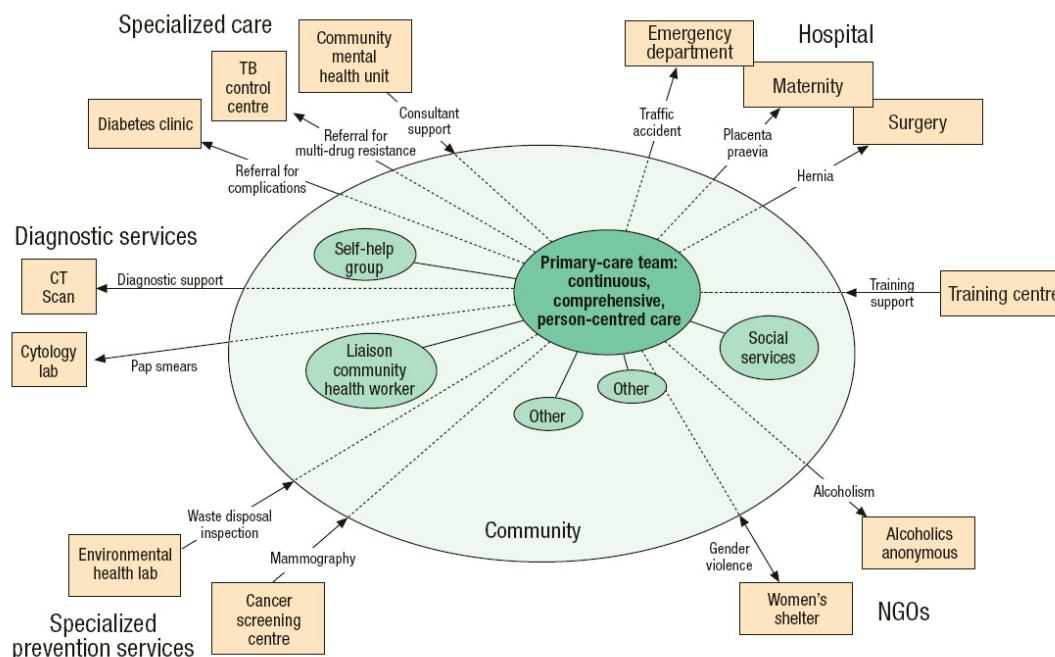 Specialized care
Community
mental
health unit
TB
control
centre
Diabetes clinic
Consultant
support
Referral for
multi-drug resistance
Referral for
complications
Emergency
department
Hospital
Maternity
Surgery
Traffic
accident
Placenta
praevia
Hernia
Diagnostic services
CT
Scan
Diagnostic support
Cytology
lab
Pap smears
Self-help
group
Primary-care team:
continuous,
comprehensive,
person-centred care
Training
support
Training centre
Liaison
community
health worker
Social
services
Other
Other
Community
Waste disposal
inspection
Environmental
health lab
Mammography
Cancer
screening
centre
Specialized
prevention services
Alcoholism
Alcoholics
anonymous
Gender
violence
Women's
shelter
NGOs